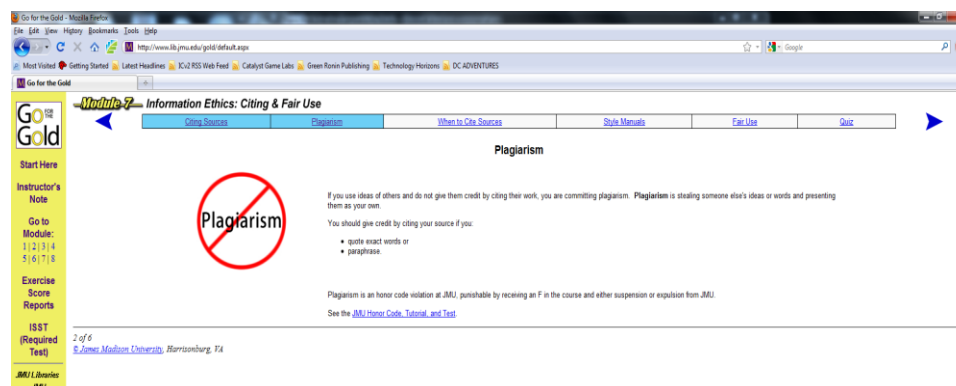 Go for the Gold - Mozilla Firefox
File Edit View History Bookmarks Tools Help
http://www.lib.jmu.edu/gold/default.aspx
Google
Most Visited Getting Started Latest Headlines ICv2 RSS Web Feed Catalyst Game Labs Green Ronin Publishing Technology Horizons DC ADVENTURES
Go for the Gold
Go FOR THE Gold
Module 7 Information Ethics: Citing & Fair Use
Citing Sources Plagiarism When to Cite Sources Style Manuals Fair Use Quiz
Plagiarism
Start Here
Instructor's
Note
Go to
Module:
1|2|3|4
5|6|7|8
Exercise
Score
Reports
ISST
(Required
Test)
JMU Libraries
JMU
Plagiarism
If you use ideas of others and do not give them credit by citing their work, you are committing plagiarism. Plagiarism is stealing someone else's ideas or words and presenting
them as your own.
You should give credit by citing your source if you:
• quote exact words or
• paraphrase.
Plagiarism is an honor code violation at JMU, punishable by receiving an F in the course and either suspension or expulsion from JMU.
See the JMU Honor Code, Tutorial, and Test.
2 of 6
© James Madison University, Harrisonburg, VA